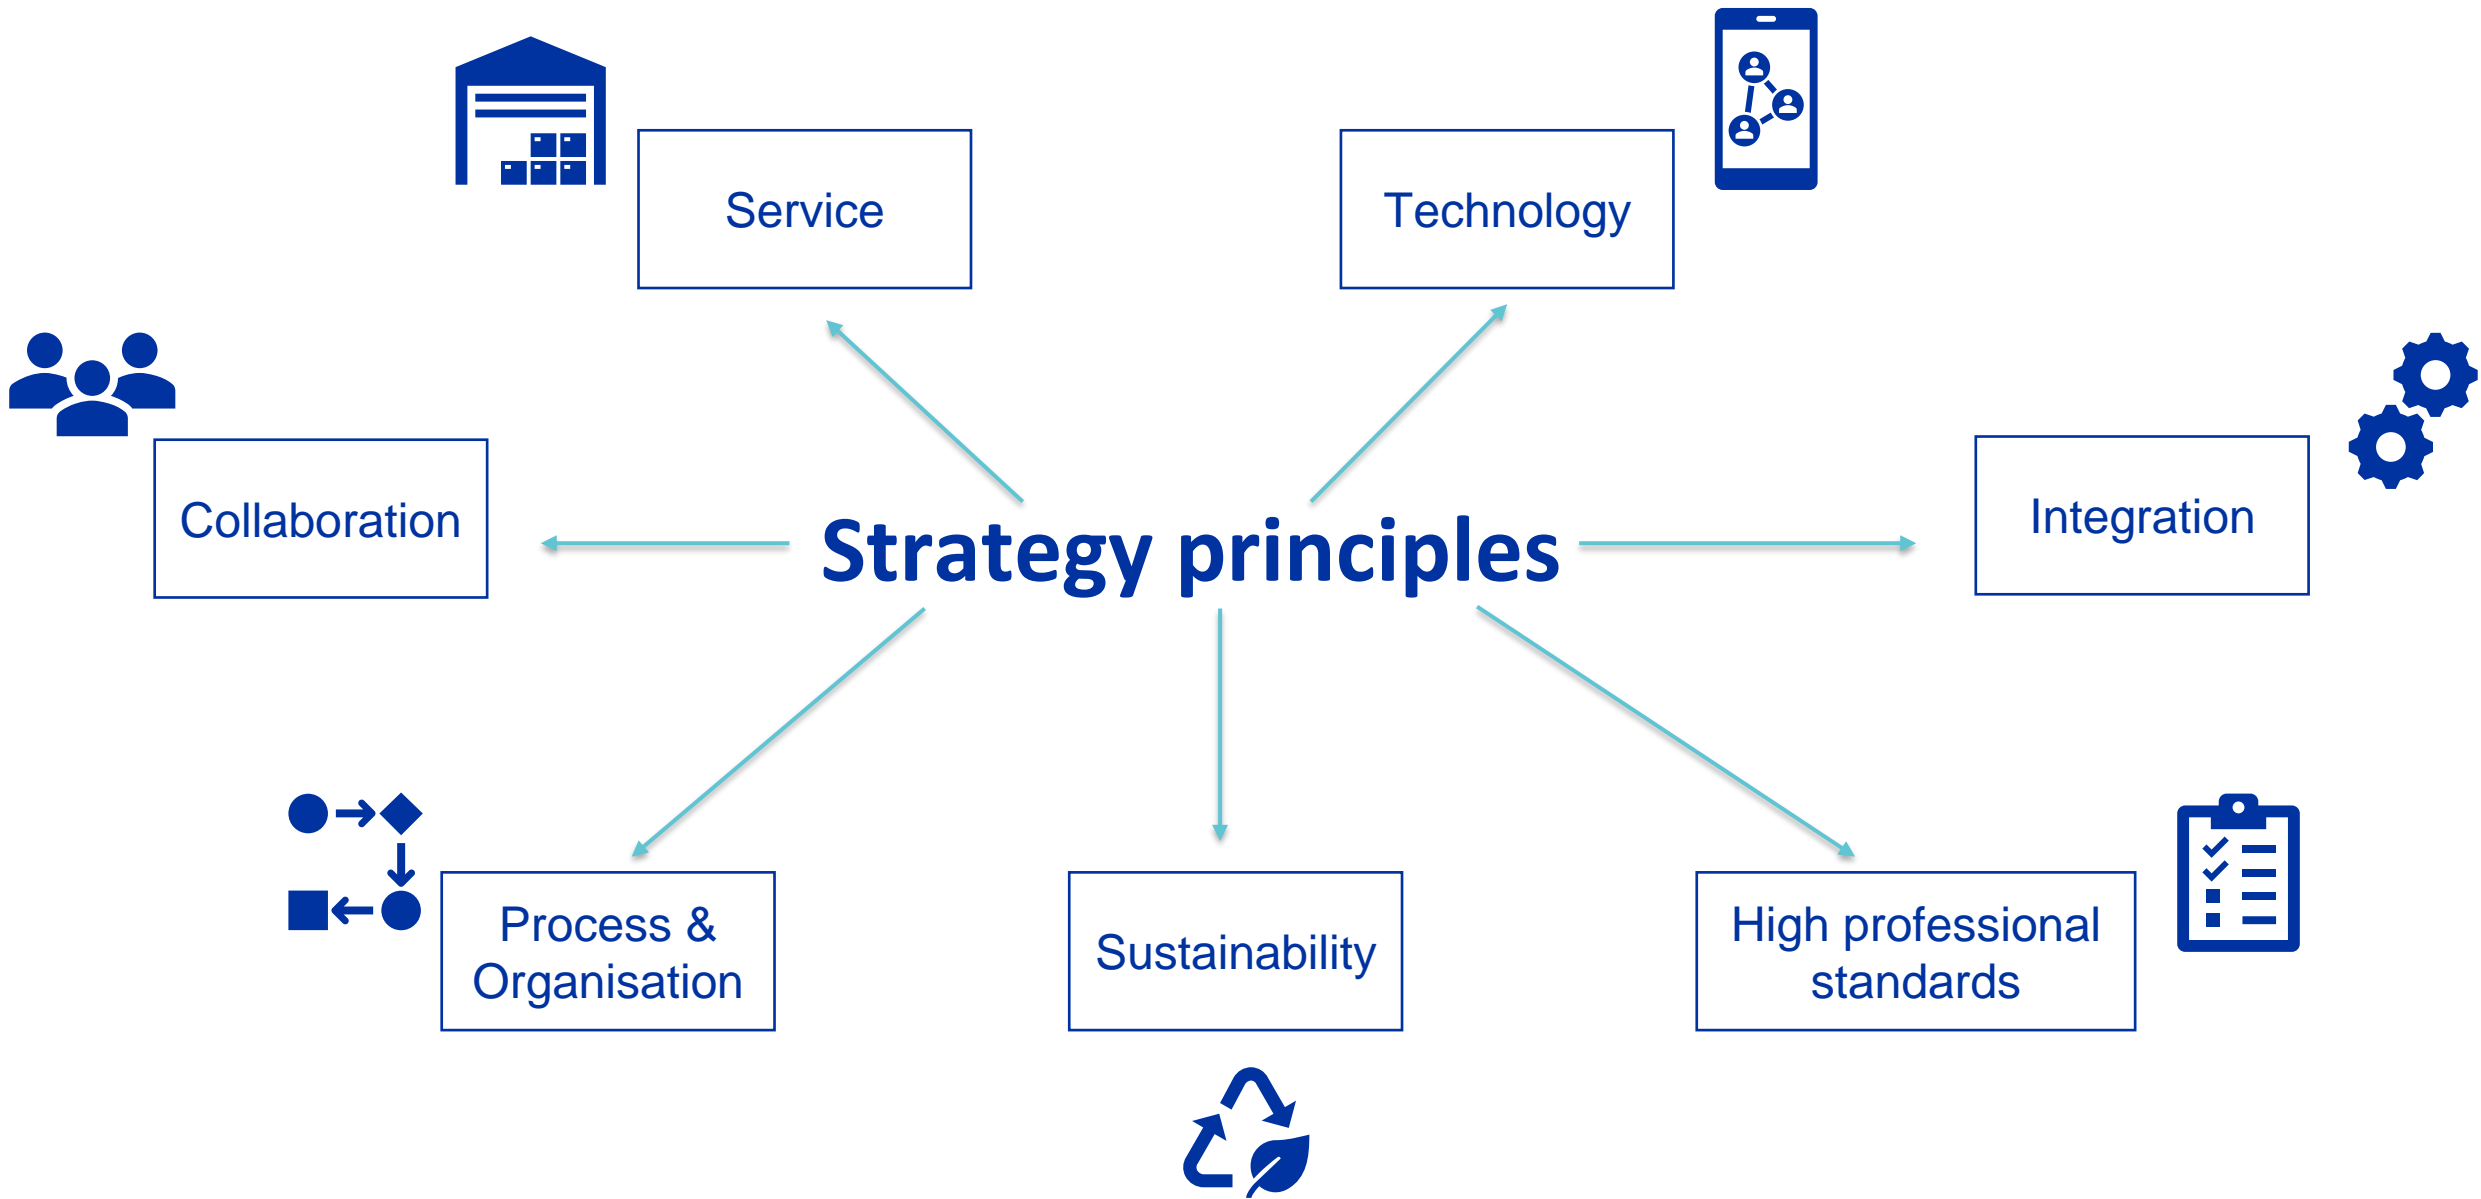 Service
Technology
Collaboration
Strategy principles
Integration
Process &
Organisation
Sustainability
High professional
standards